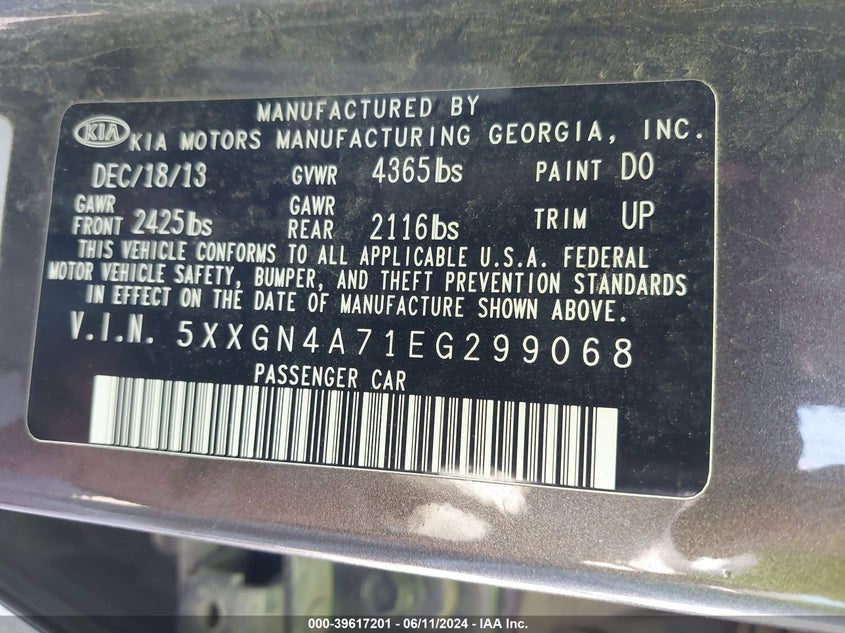 MANUFACTURED BY
KIA KIA MOTORS MANUFACTURING GEORGIA, INC.
DEC/18/13 GVWR 4365lbs PAINT D0
GAWR FRONT 2425lbs GAWR REAR 2116lbs TRIM UP
THIS VEHICLE CONFORMS TO ALL APPLICABLE U.S.A. FEDERAL
MOTOR VEHICLE SAFETY, BUMPER, AND THEFT PREVENTION STANDARDS
IN EFFECT ON THE DATE OF MANUFACTURE SHOWN ABOVE.
V.I.N. 5XXGN4A71EG299068
PASSENGER CAR
000-39617201 - 06/11/2024 - IAA Inc.